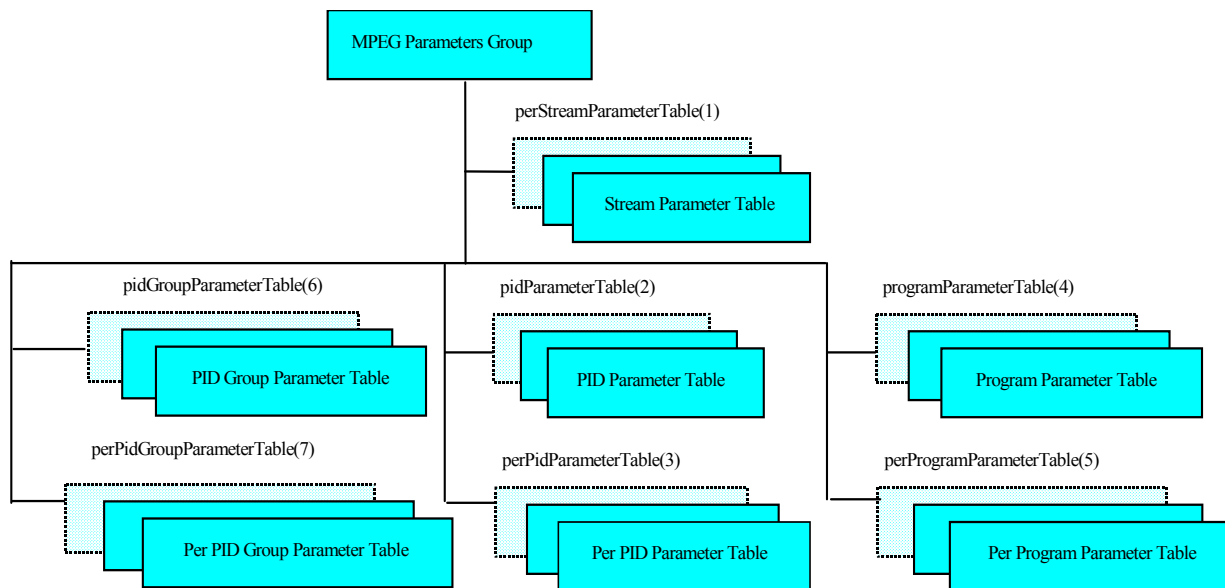 MPEG Parameters Group
perStreamParameterTable(1)
Stream Parameter Table
pidGroupParameterTable(6)
pidParameterTable(2)
programParameterTable(4)
PID Group Parameter Table
PID Parameter Table
Program Parameter Table
perPidGroupParameterTable(7)
perPidParameterTable(3)
perProgramParameterTable(5)
Per PID Group Parameter Table
Per PID Parameter Table
Per Program Parameter Table